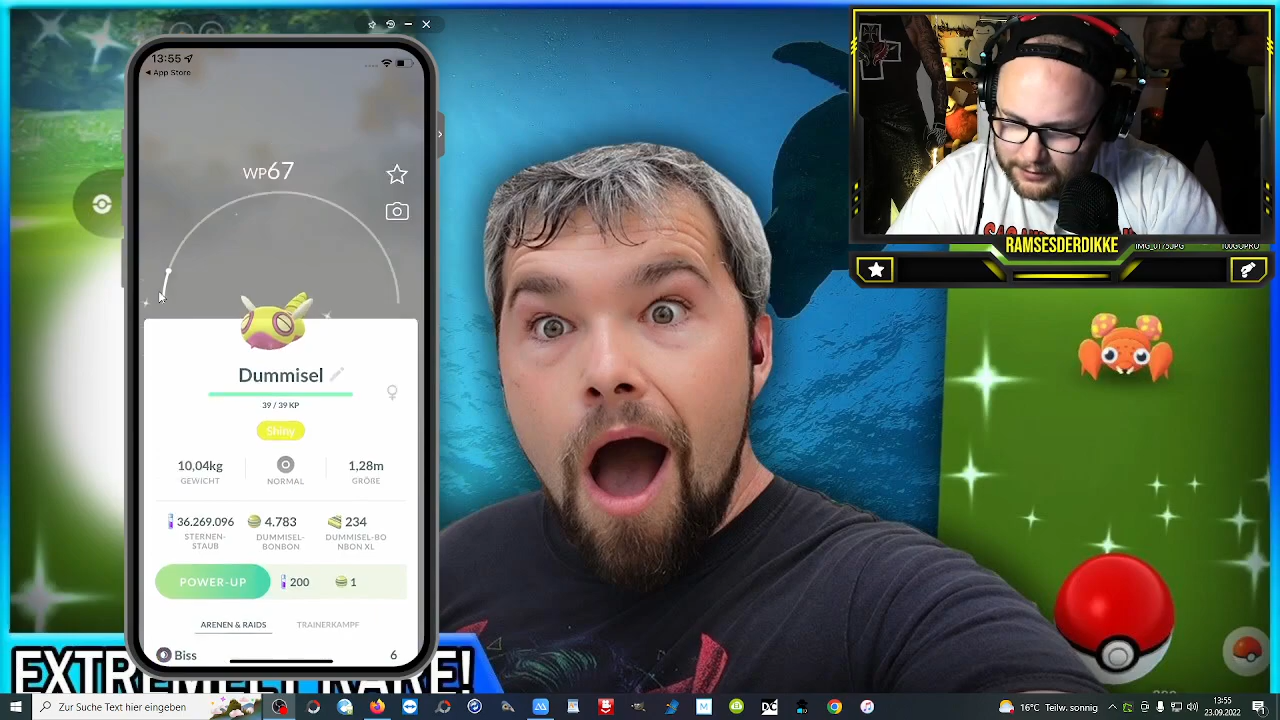 13:55
App Store
WP67
Dummisel
39 / 39 KP
Shiny
10,04kg
GEWICHT
NORMAL
1,28m
GRÖßE
36.269.096
STERNEN-
STAUB
4.783
DUMMISEL-
BONBON
234
DUMMISEL-BO
NBON XL
POWER-UP
200
1
ARENEN & RAIDS
TRAINERKAMPF
Biss
6
RAMSESDERDIKKE
100GOPRO
Zur Suche Text hier eingeben
16°C Teilw. sonnig
13:55
23.09.2022